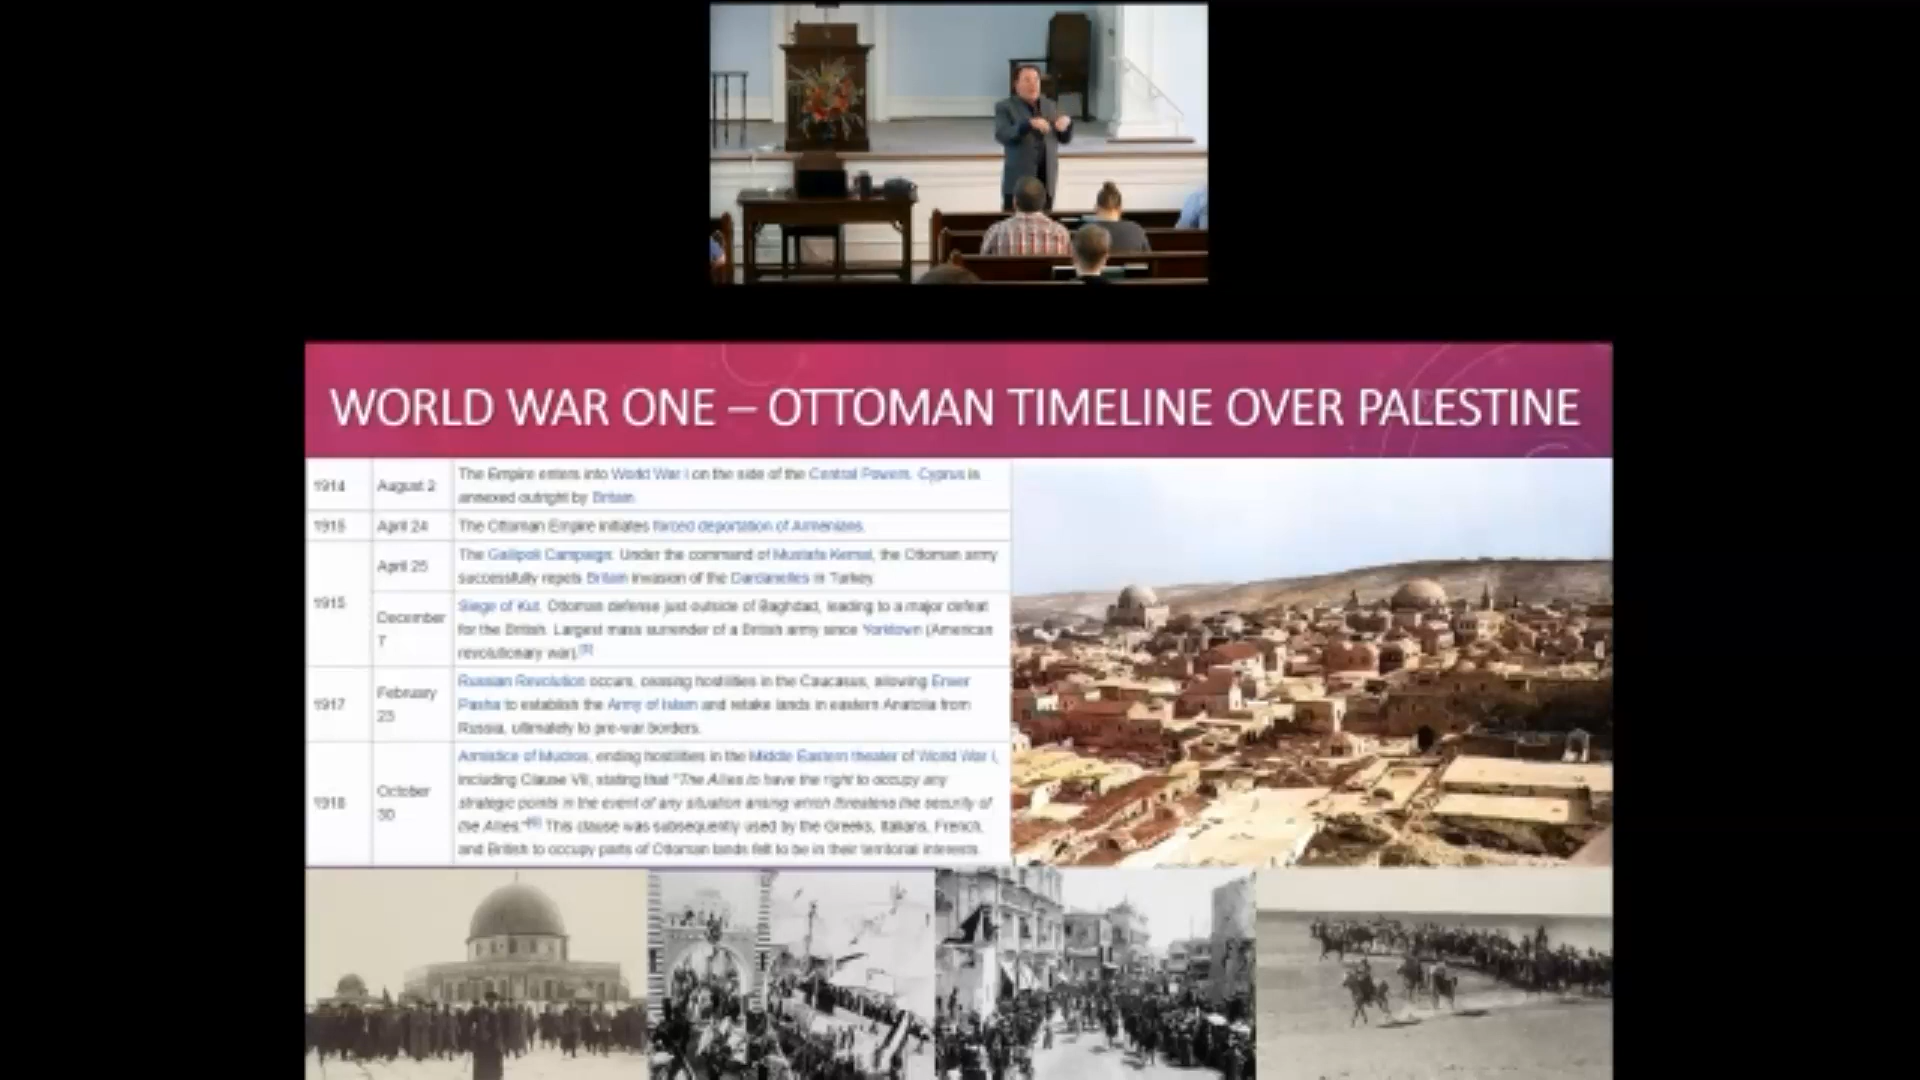 WORLD WAR ONE – OTTOMAN TIMELINE OVER PALESTINE
1914
August 2
The Empire enters into World War I on the side of the Central Powers. Cyprus is
annexed outright by Britain.
1915
April 24
The Ottoman Empire initiates forced deportation of Armenians.
1915
April 25
The Gallipoli Campaign: Under the command of Mustafa Kemal, the Ottoman army
successfully repels Britain invasion of the Dardanelles in Turkey.
December
7
Siege of Kut. Ottoman defense just outside of Baghdad, leading to a major defeat
for the British. Largest mass surrender of a British army since Yorktown (American
revolutionary war).
1917
February
23
Russian Revolution occurs, ceasing hostilities in the Caucasus, allowing Enver
Pasha to establish the Army of Islam and retake lands in eastern Anatolia from
Russia, ultimately to pre-war borders.
1918
October
30
Armistice of Mudros, ending hostilities in the Middle Eastern theater of World War I,
including Clause VII, stating that "The Allies to have the right to occupy any
strategic points in the event of any situation arising which threatens the security of
the Allies." This clause was subsequently used by the Greeks, Italians, French,
and British to occupy parts of Ottoman lands felt to be in their territorial interests.